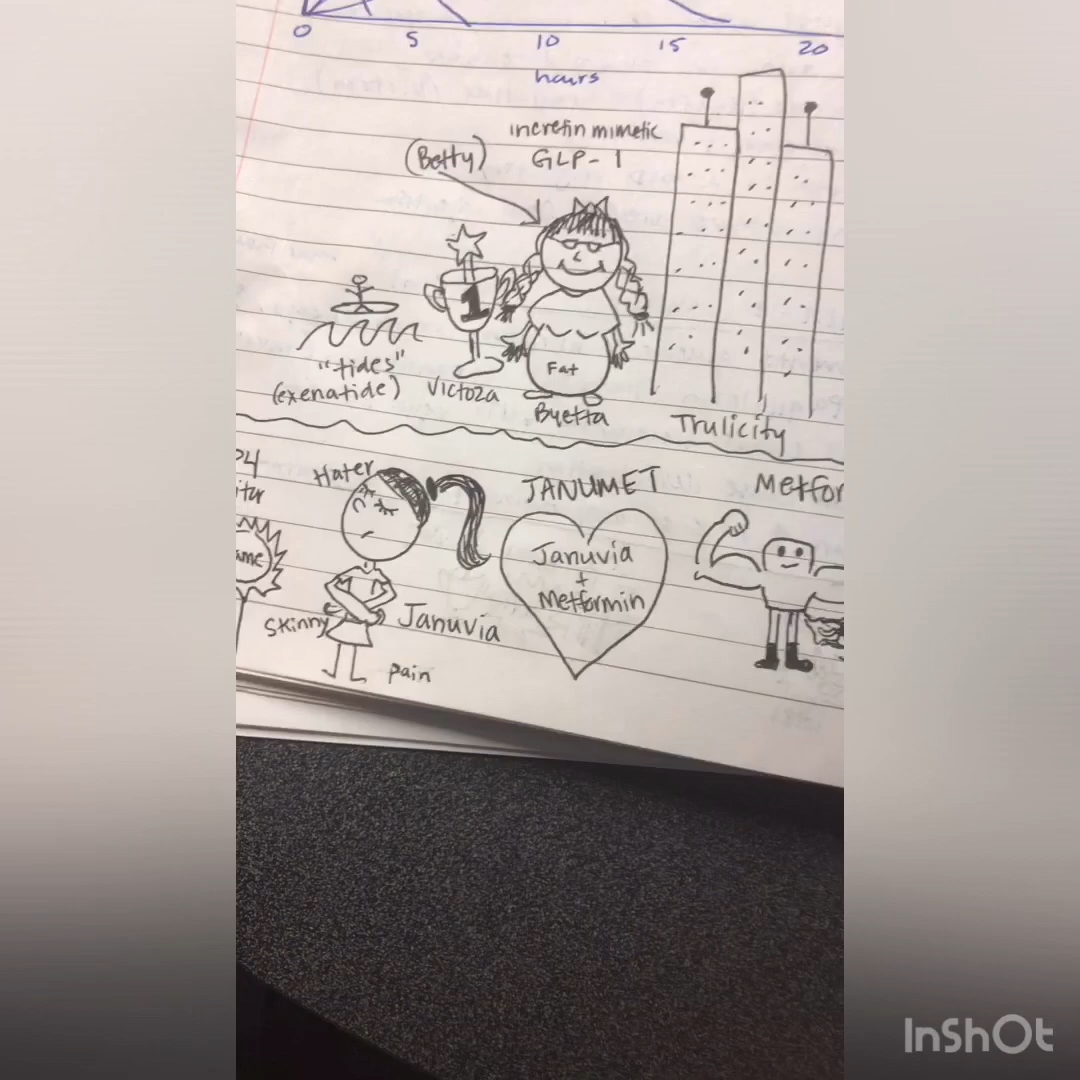 0 5 10 15 20
hours
incretin mimetic
GLP-1
(Betty)
1
Fat
"tides"
(exenatide)
Victoza
Byetta
Trulicity
Hater
JANUMET
Januvia
+
Metformin
Skinny
Januvia
pain
InShOt